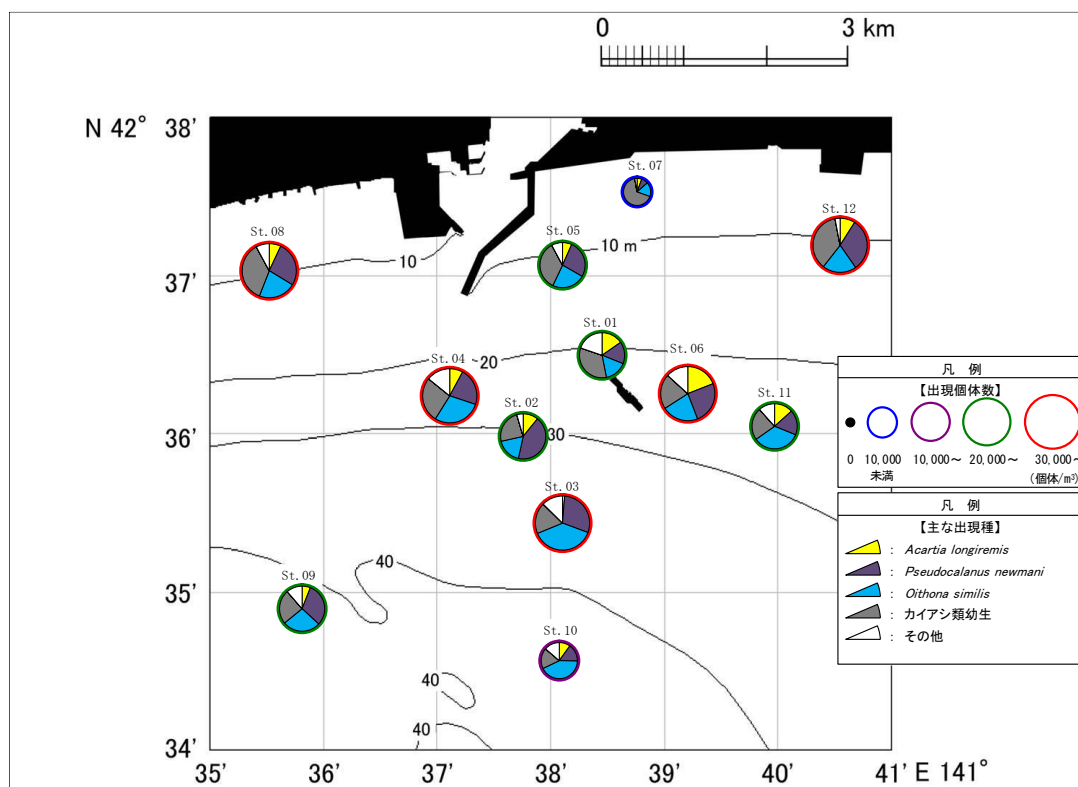 0 3 km
N 42° 38'
37'
36'
35'
34'
35' 36' 37' 38' 39' 40' 41' E 141°
St.07
St.12
St.08
St.05
10 m
10
St.01
St.04
20
St.06
St.02
St.11
30
St.03
40
St.09
St.10
40
40
凡 例
【出現個体数】
0 10,000未満 10,000～ 20,000～ 30,000～
(個体/m³)
凡 例
【主な出現種】
: Acartia longiremis
: Pseudocalanus newmani
: Oithona similis
: カイアシ類幼生
: その他